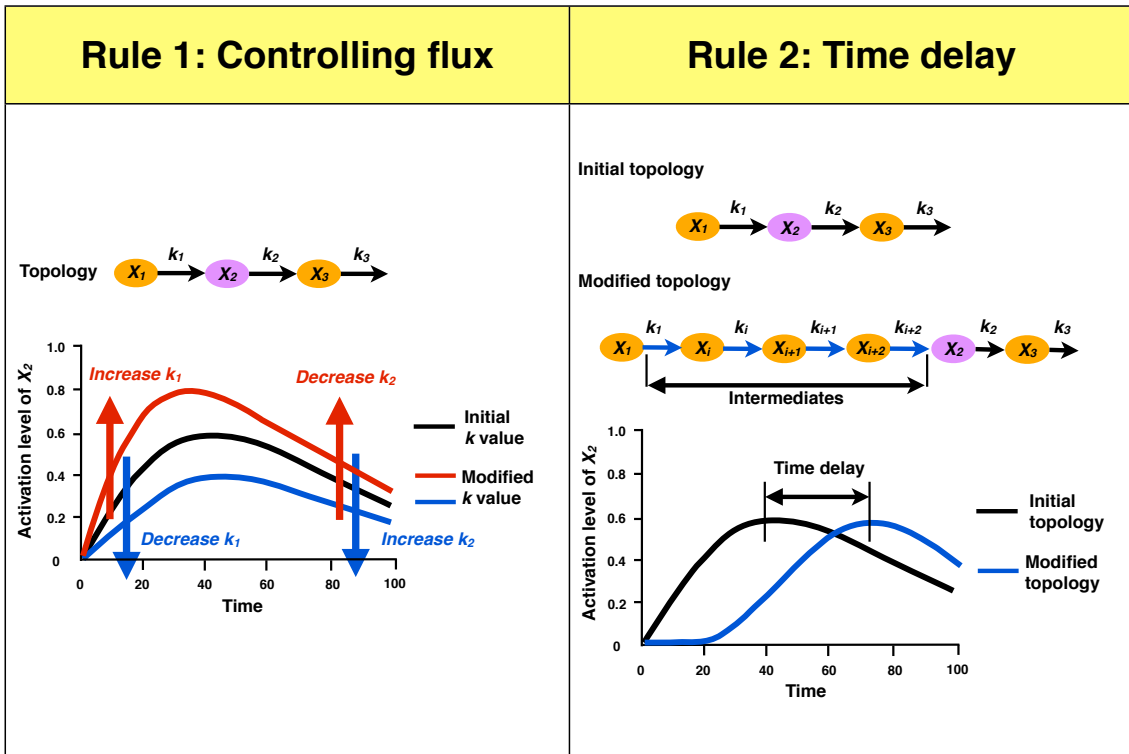 Rule 1: Controlling flux
Topology
X1 k1 X2 k2 X3 k3
Activation level of X2
1.0
0.8
0.6
0.4
0.2
0
0 20 40 60 80 100
Time
Increase k1
Decrease k2
Decrease k1
Increase k2
Initial
k value
Modified
k value
Rule 2: Time delay
Initial topology
X1 k1 X2 k2 X3 k3
Modified topology
X1 k1 Xi ki Xi+1 ki+1 Xi+2 ki+2 X2 k2 X3 k3
Intermediates
Activation level of X2
1.0
0.8
0.6
0.4
0.2
0
0 20 40 60 80 100
Time
Time delay
Initial
topology
Modified
topology